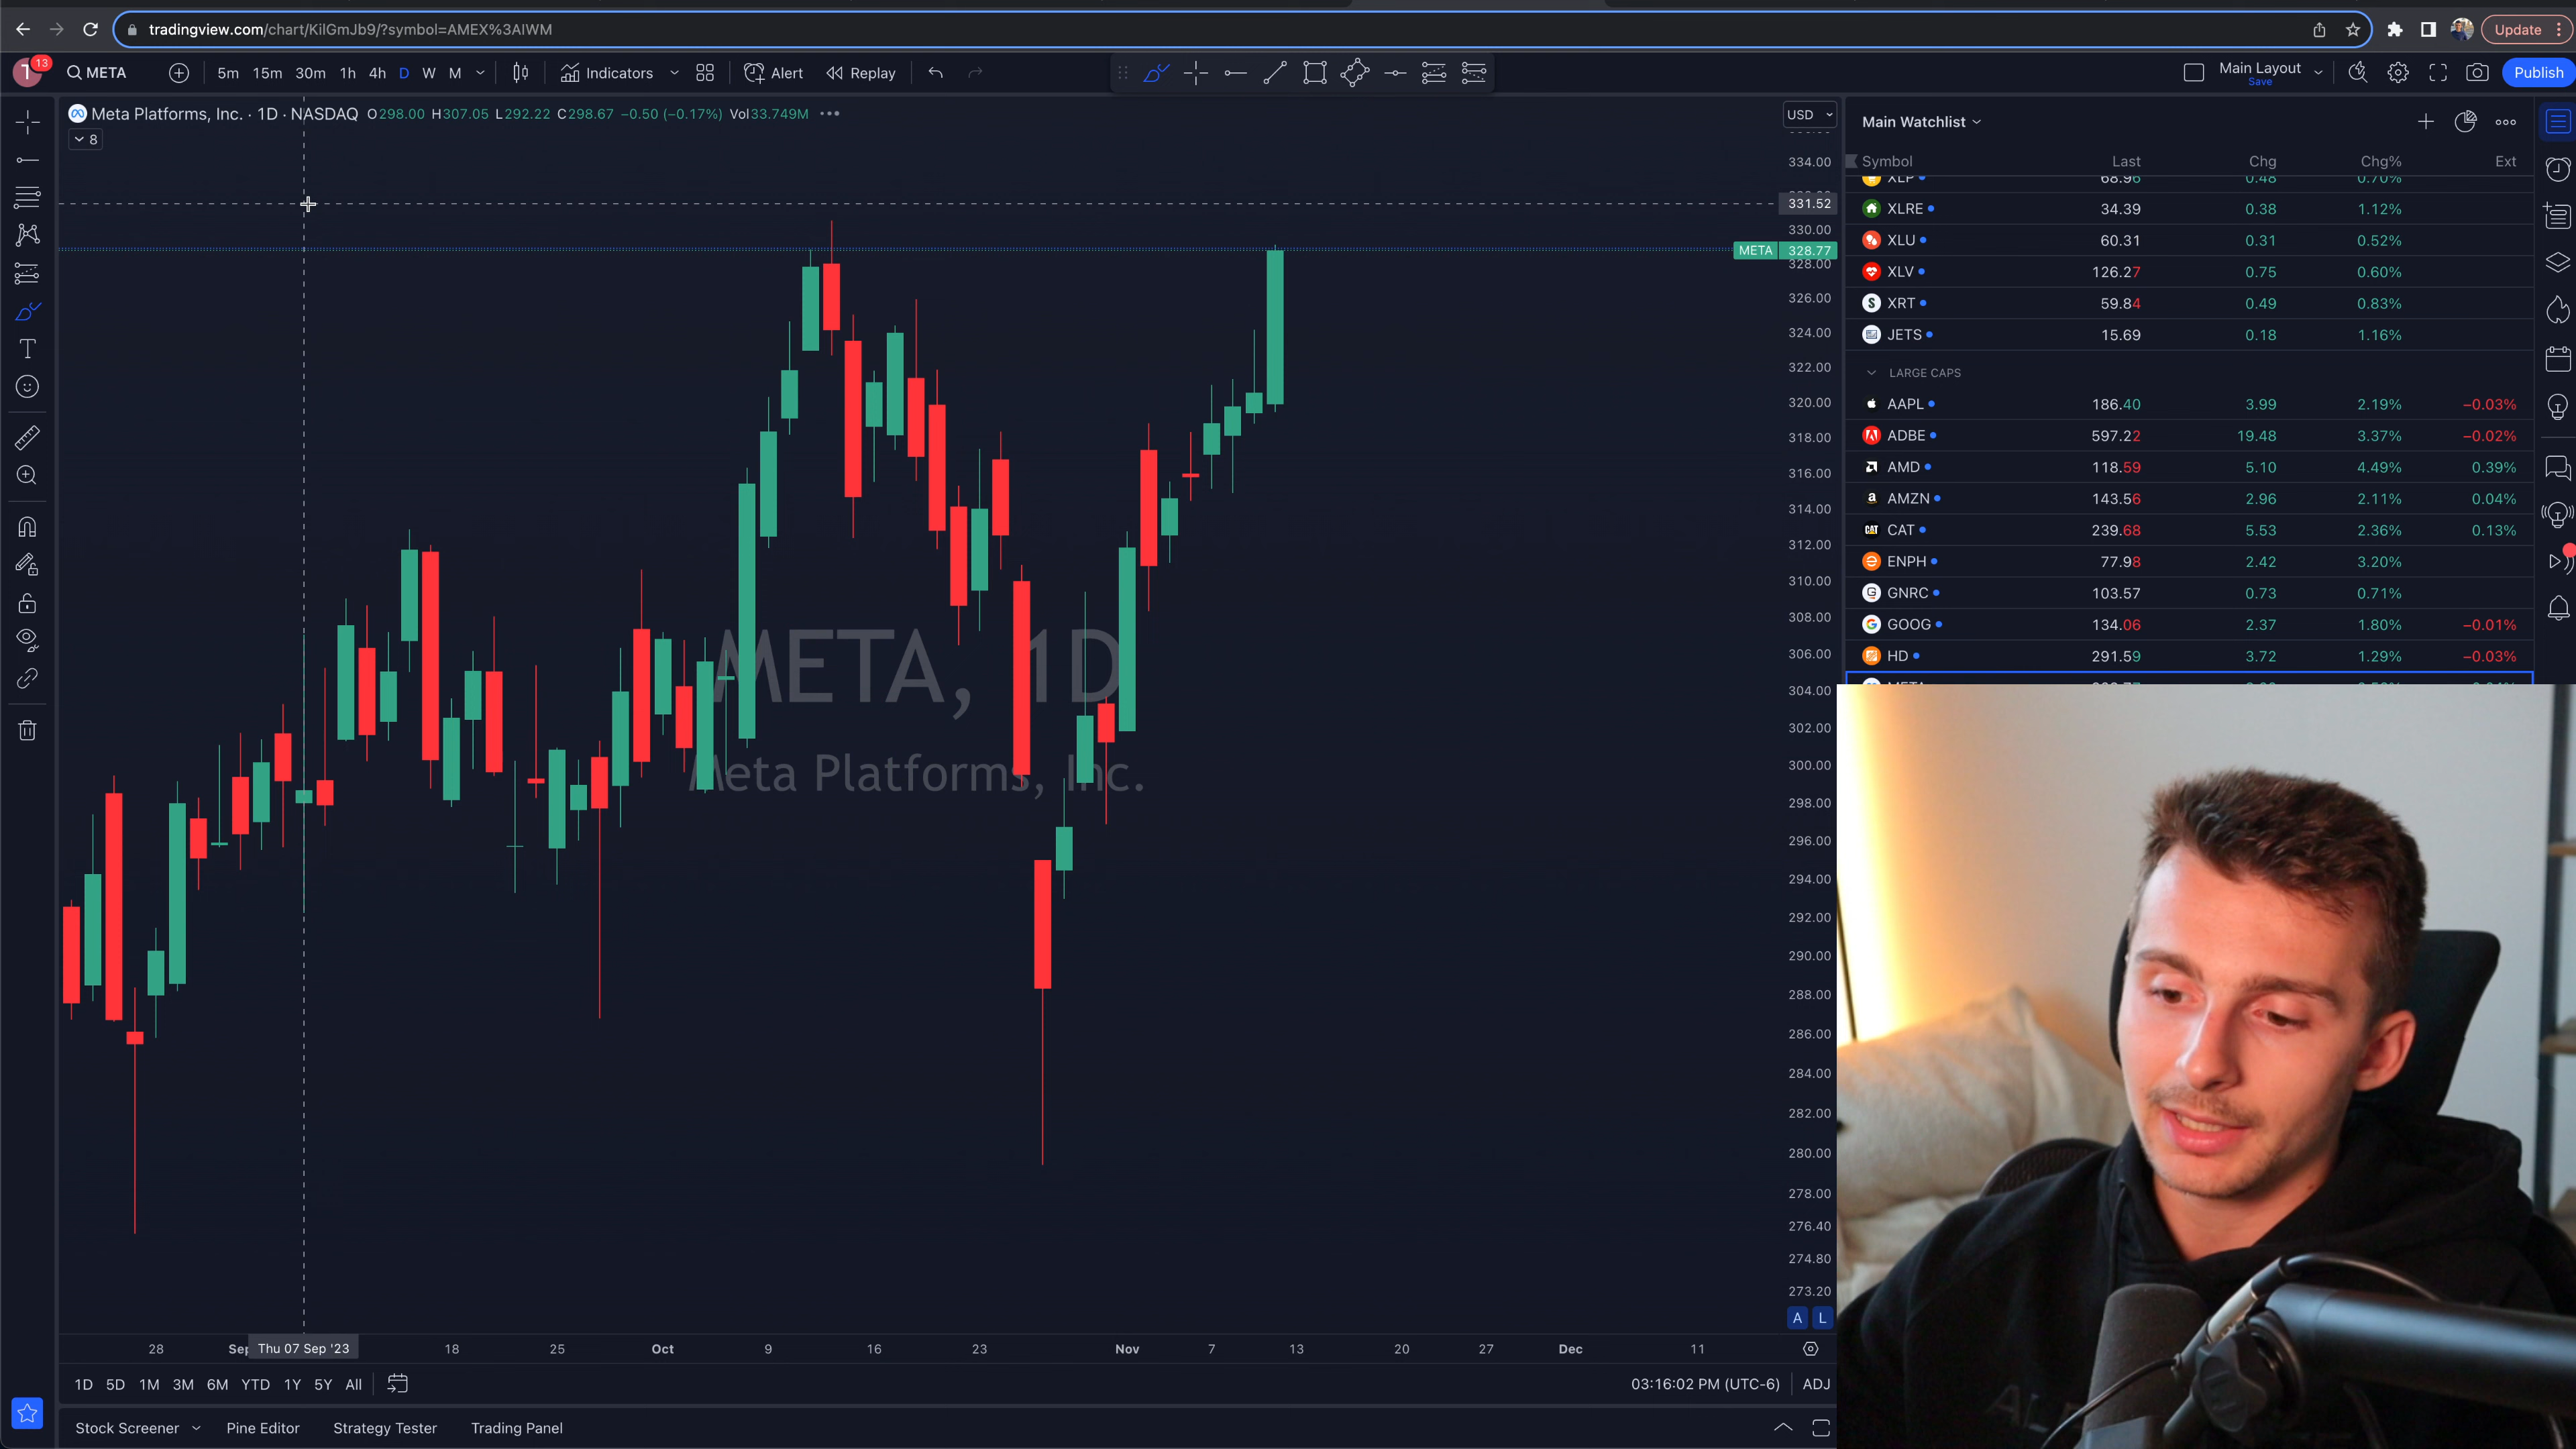 tradingview.com/chart/KilGmJb9/?symbol=AMEX%3AIWM
Update
T 13 META 5m 15m 30m 1h 4h D W M Indicators Alert Replay Main Layout Save Publish
Meta Platforms, Inc. · 1D · NASDAQ O298.00 H307.05 L292.22 C298.67 −0.50 (−0.17%) Vol33.749M
8
USD
334.00
331.52
330.00
META 328.77
328.00
326.00
324.00
322.00
320.00
318.00
316.00
314.00
312.00
310.00
308.00
306.00
304.00
302.00
300.00
298.00
296.00
294.00
292.00
290.00
288.00
286.00
284.00
282.00
280.00
278.00
276.40
274.80
273.20
A L
META, 1D
Meta Platforms, Inc.
28 Sep Thu 07 Sep '23 18 25 Oct 9 16 23 Nov 7 13 20 27 Dec 11
1D 5D 1M 3M 6M YTD 1Y 5Y All 03:16:02 PM (UTC-6) ADJ
Stock Screener Pine Editor Strategy Tester Trading Panel
Main Watchlist
Symbol Last Chg Chg% Ext
XLP 68.96 0.48 0.70%
XLRE 34.39 0.38 1.12%
XLU 60.31 0.31 0.52%
XLV 126.27 0.75 0.60%
XRT 59.84 0.49 0.83%
JETS 15.69 0.18 1.16%
LARGE CAPS
AAPL 186.40 3.99 2.19% −0.03%
ADBE 597.22 19.48 3.37% −0.02%
AMD 118.59 5.10 4.49% 0.39%
AMZN 143.56 2.96 2.11% 0.04%
CAT 239.68 5.53 2.36% 0.13%
ENPH 77.98 2.42 3.20%
GNRC 103.57 0.73 0.71%
GOOG 134.06 2.37 1.80% −0.01%
HD 291.59 3.72 1.29% −0.03%
META